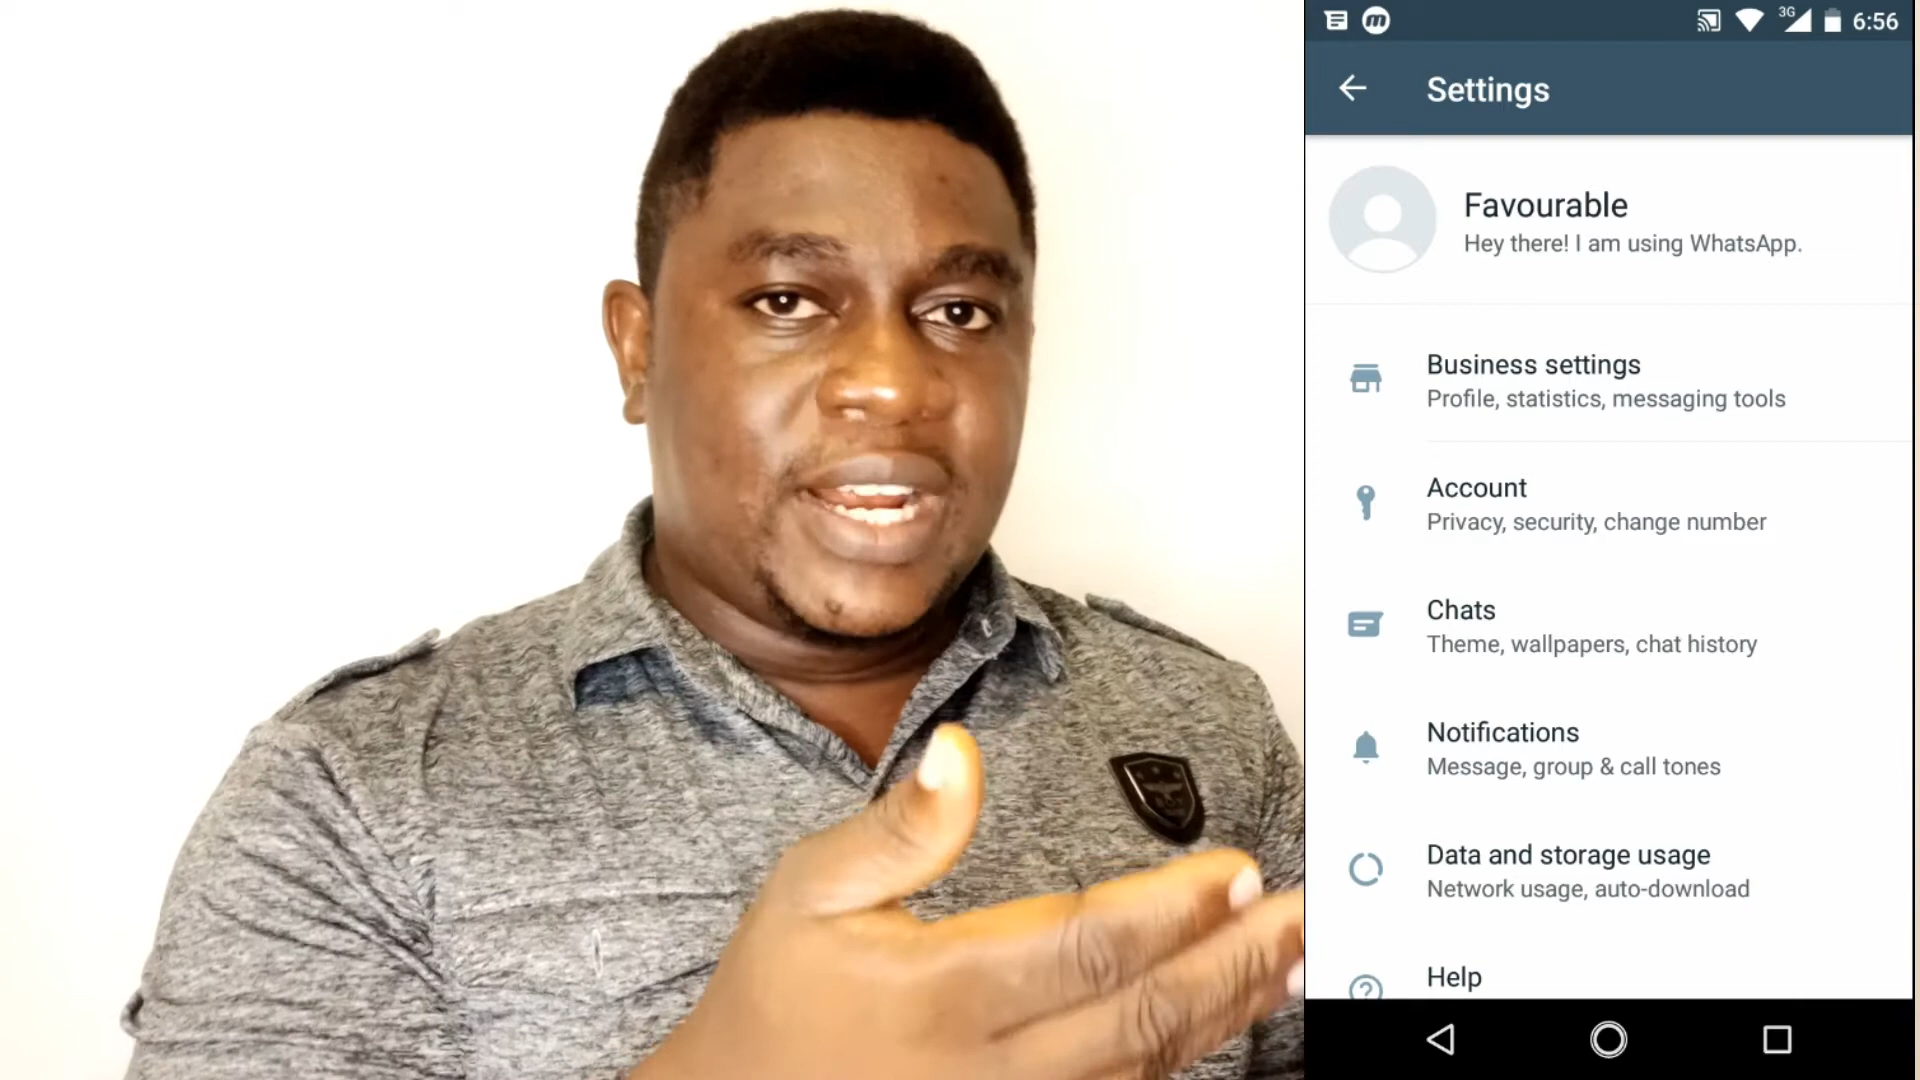 3G 6:56
Settings
Favourable
Hey there! I am using WhatsApp.
Business settings
Profile, statistics, messaging tools
Account
Privacy, security, change number
Chats
Theme, wallpapers, chat history
Notifications
Message, group & call tones
Data and storage usage
Network usage, auto-download
Help